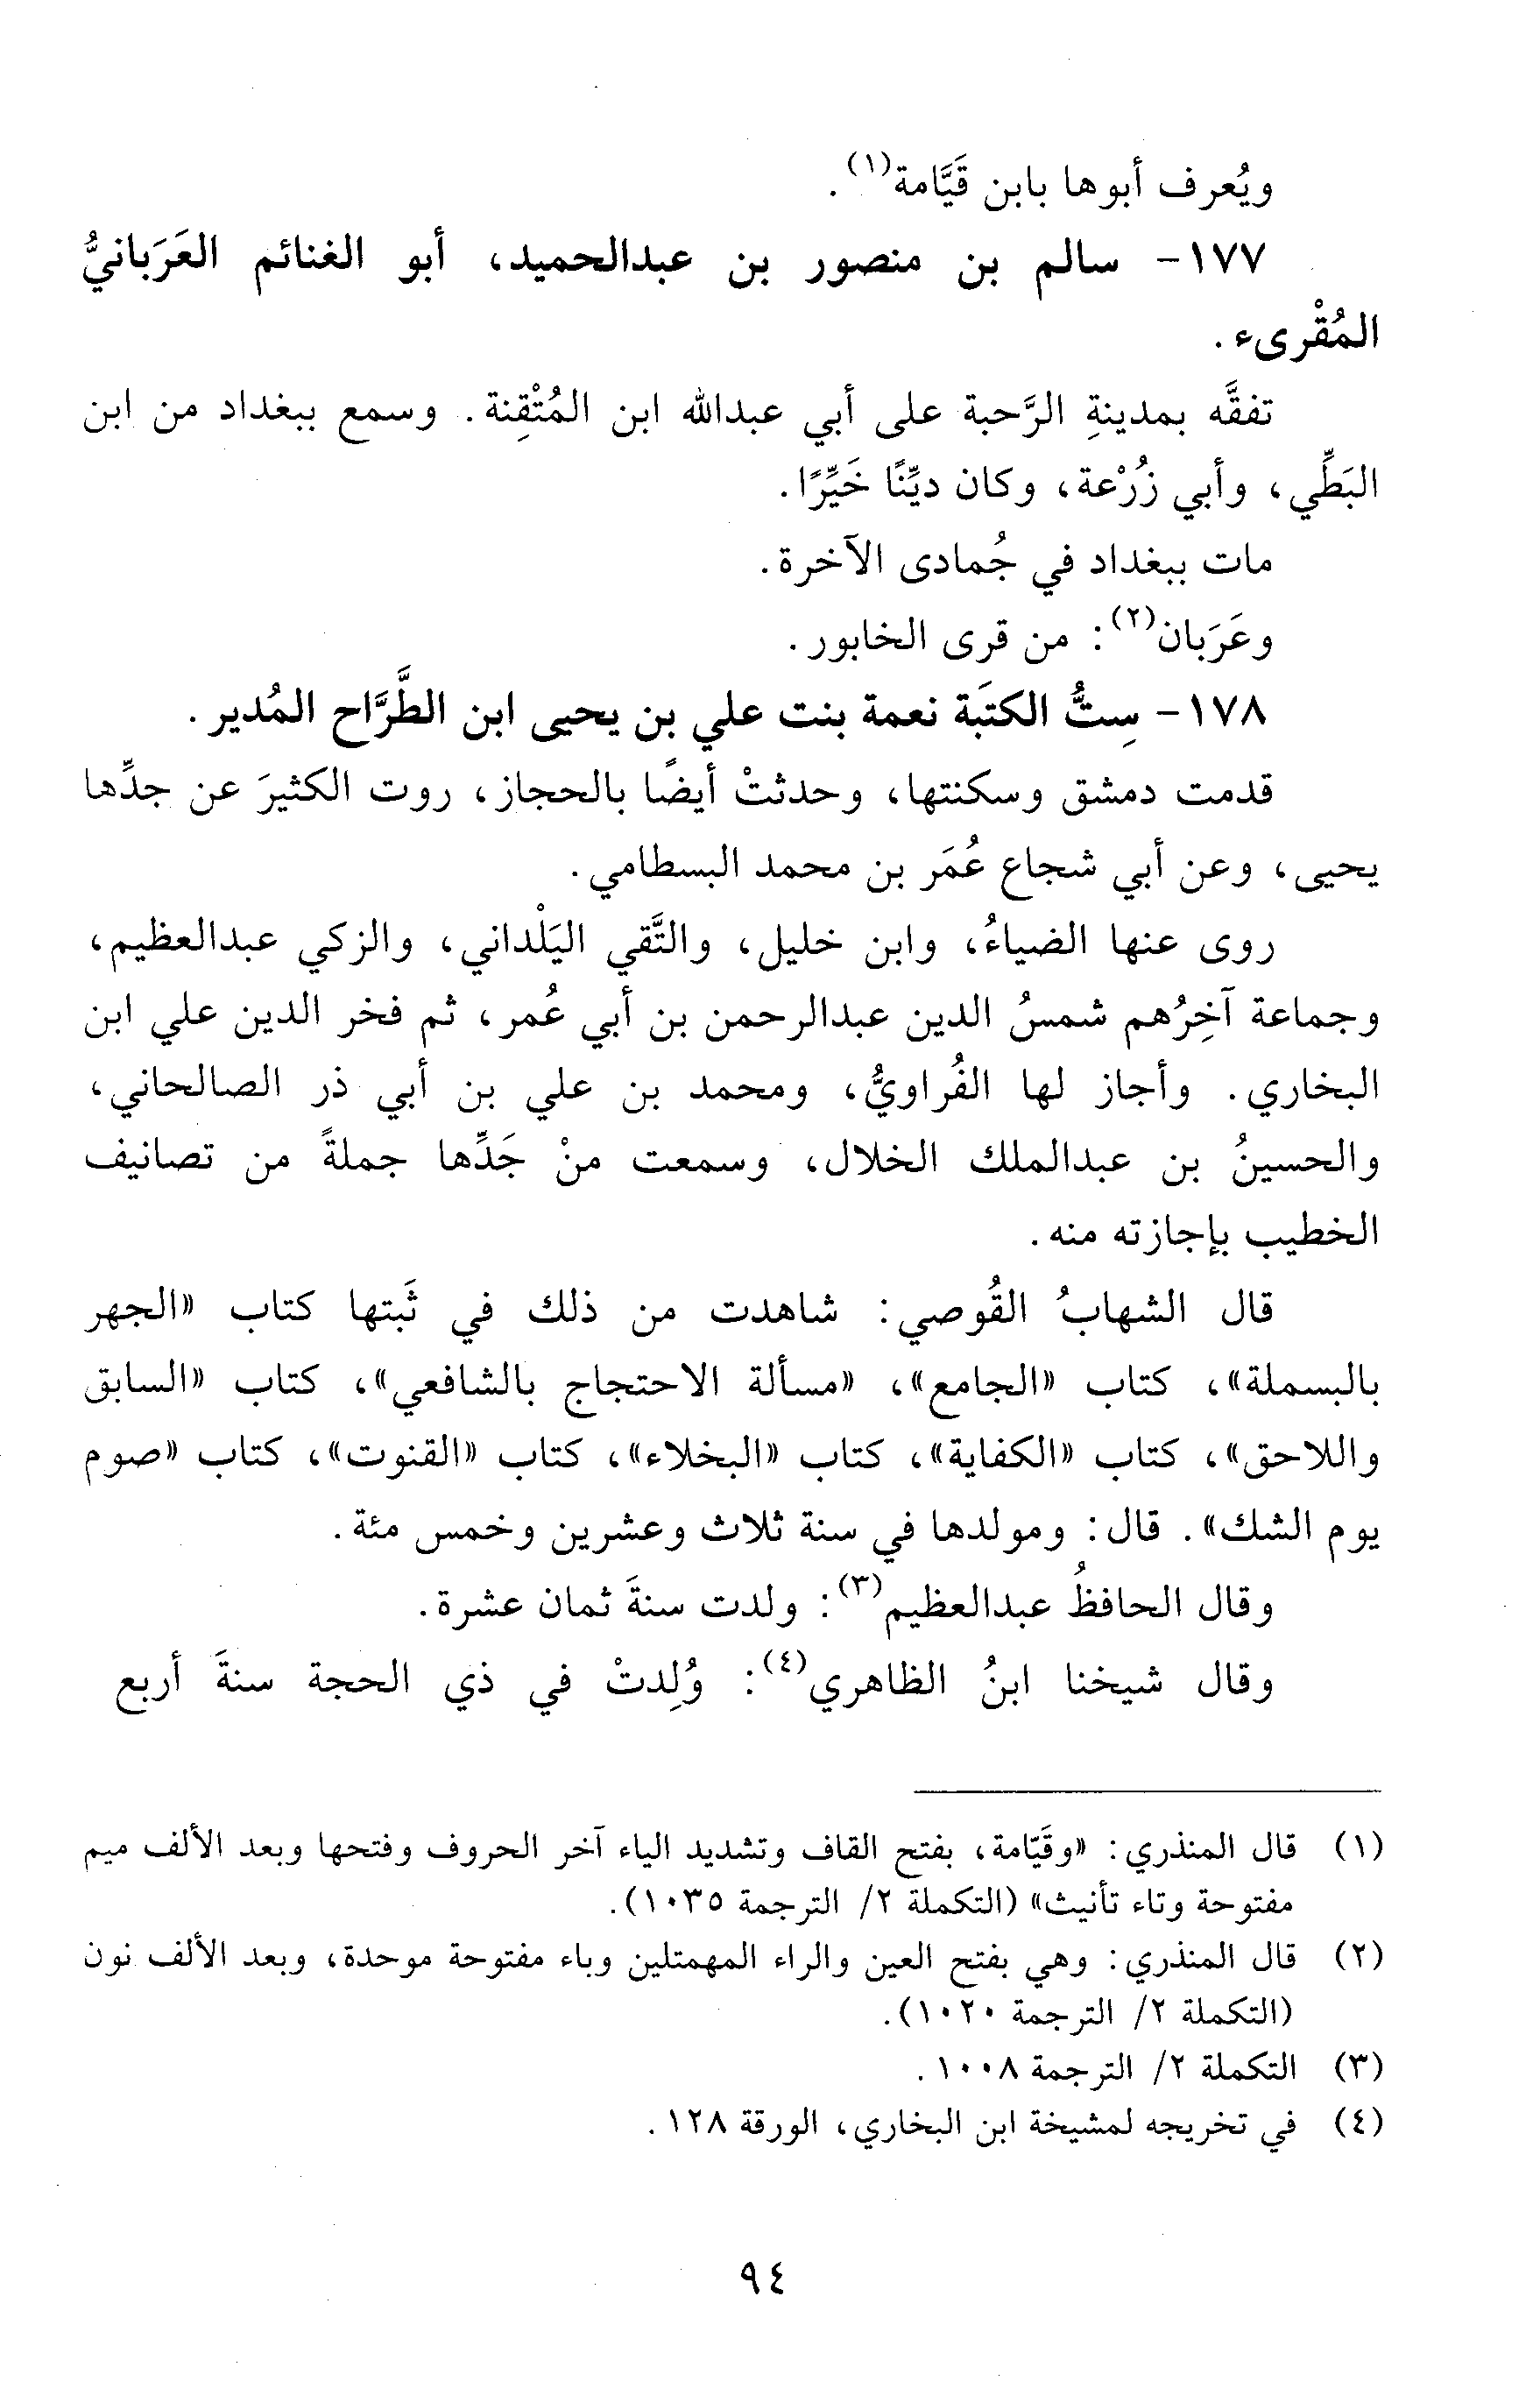 ويُعرف أبوها بابن قَيَّامة(١).
١٧٧- سالم بن منصور بن عبدالحميد، أبو الغنائم العَرَبانيُّ
المُقْرىء.
تفقَّه بمدينةِ الرَّحبة على أبي عبدالله ابن المُتْقِنة. وسمع ببغداد من ابن
البَطِّي، وأبي زُرْعة، وكان ديِّنًا خَيِّرًا.
مات ببغداد في جُمادى الآخرة.
وعَرَبان(٢): من قرى الخابور.
١٧٨- سِتُّ الكتَبة نعمة بنت علي بن يحيى ابن الطَّرَّاح المُدير.
قدمت دمشق وسكنتها، وحدثتْ أيضًا بالحجاز، روت الكثيرَ عن جدِّها
يحيى، وعن أبي شجاع عُمَر بن محمد البسطامي.
روى عنها الضياءُ، وابن خليل، والتَّقي اليَلْداني، والزكي عبدالعظيم،
وجماعة آخِرُهم شمسُ الدين عبدالرحمن بن أبي عُمر، ثم فخر الدين علي ابن
البخاري. وأجاز لها الفُراويُّ، ومحمد بن علي بن أبي ذر الصالحاني،
والحسينُ بن عبدالملك الخلال، وسمعت منْ جَدِّها جملةً من تصانيف
الخطيب بإجازته منه.
قال الشهابُ القُوصي: شاهدت من ذلك في ثَبتها كتاب «الجهر
بالبسملة»، كتاب «الجامع»، «مسألة الاحتجاج بالشافعي»، كتاب «السابق
واللاحق»، كتاب «الكفاية»، كتاب «البخلاء»، كتاب «القنوت»، كتاب «صوم
يوم الشك». قال: ومولدها في سنة ثلاث وعشرين وخمس مئة.
وقال الحافظُ عبدالعظيم(٣): ولدت سنةَ ثمان عشرة.
وقال شيخنا ابنُ الظاهري(٤): وُلِدتْ في ذي الحجة سنةَ أربع
(١) قال المنذري: «وقَيّامة، بفتح القاف وتشديد الياء آخر الحروف وفتحها وبعد الألف ميم
مفتوحة وتاء تأنيث» (التكملة ٢/ الترجمة ١٠٣٥).
(٢) قال المنذري: وهي بفتح العين والراء المهمتلين وباء مفتوحة موحدة، وبعد الألف نون
(التكملة ٢/ الترجمة ١٠٢٠).
(٣) التكملة ٢/ الترجمة ١٠٠٨.
(٤) في تخريجه لمشيخة ابن البخاري، الورقة ١٢٨.
٩٤